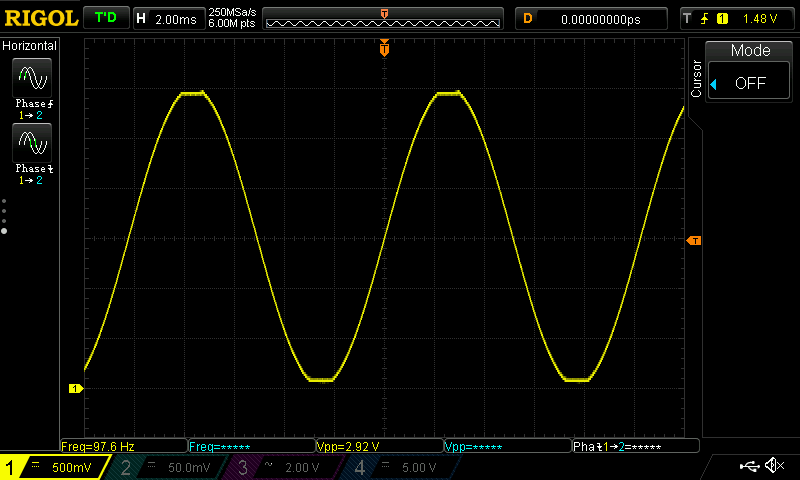 RIGOL T'D H 2.00ms 250MSa/s 6.00M pts T D 0.00000000ps T 1 1.48 V
Horizontal
Phase
1→2
Phase
1→2
T
T
1
Cursor
Mode
OFF
Freq=97.6 Hz Freq=***** Vpp=2.92 V Vpp=***** Pha 1→2=*****
1 500mV 2 50.0mV 3 2.00 V 4 5.00 V